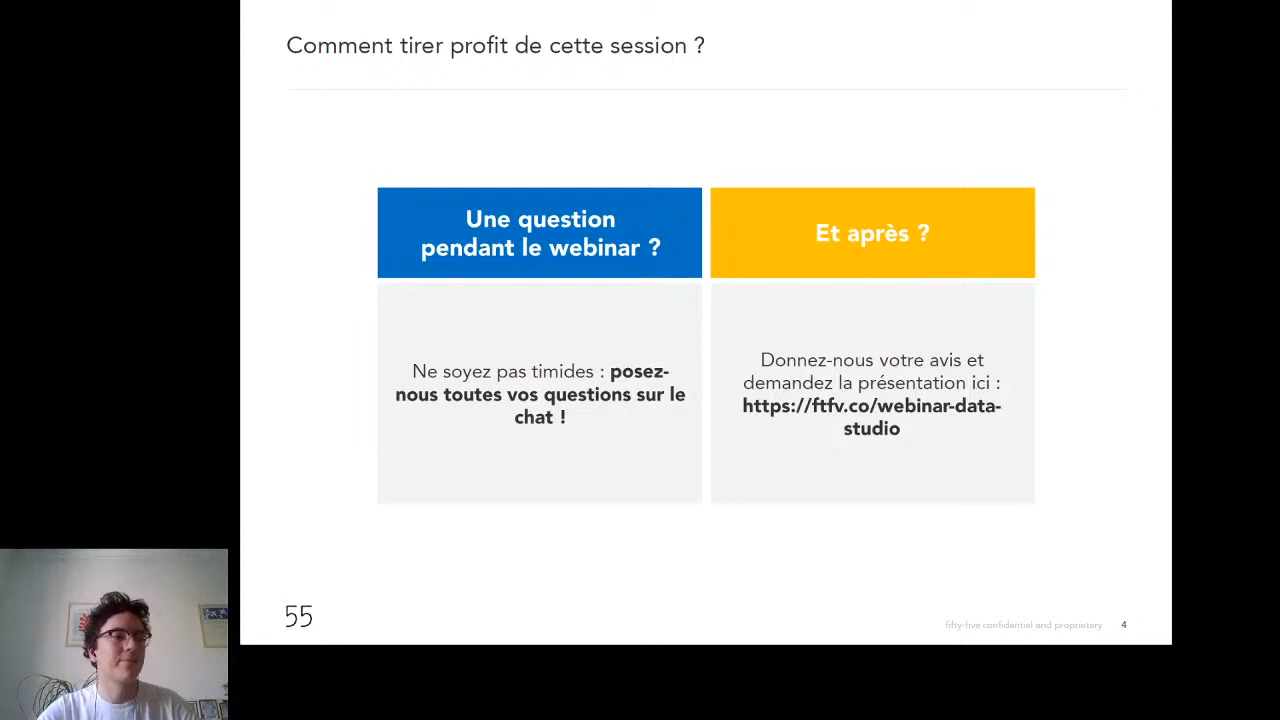 Comment tirer profit de cette session ?
Une question
pendant le webinar ?
Et après ?
Ne soyez pas timides : posez-
nous toutes vos questions sur le
chat !
Donnez-nous votre avis et
demandez la présentation ici :
https://ftfv.co/webinar-data-
studio
55
fifty-five confidential and proprietary
4